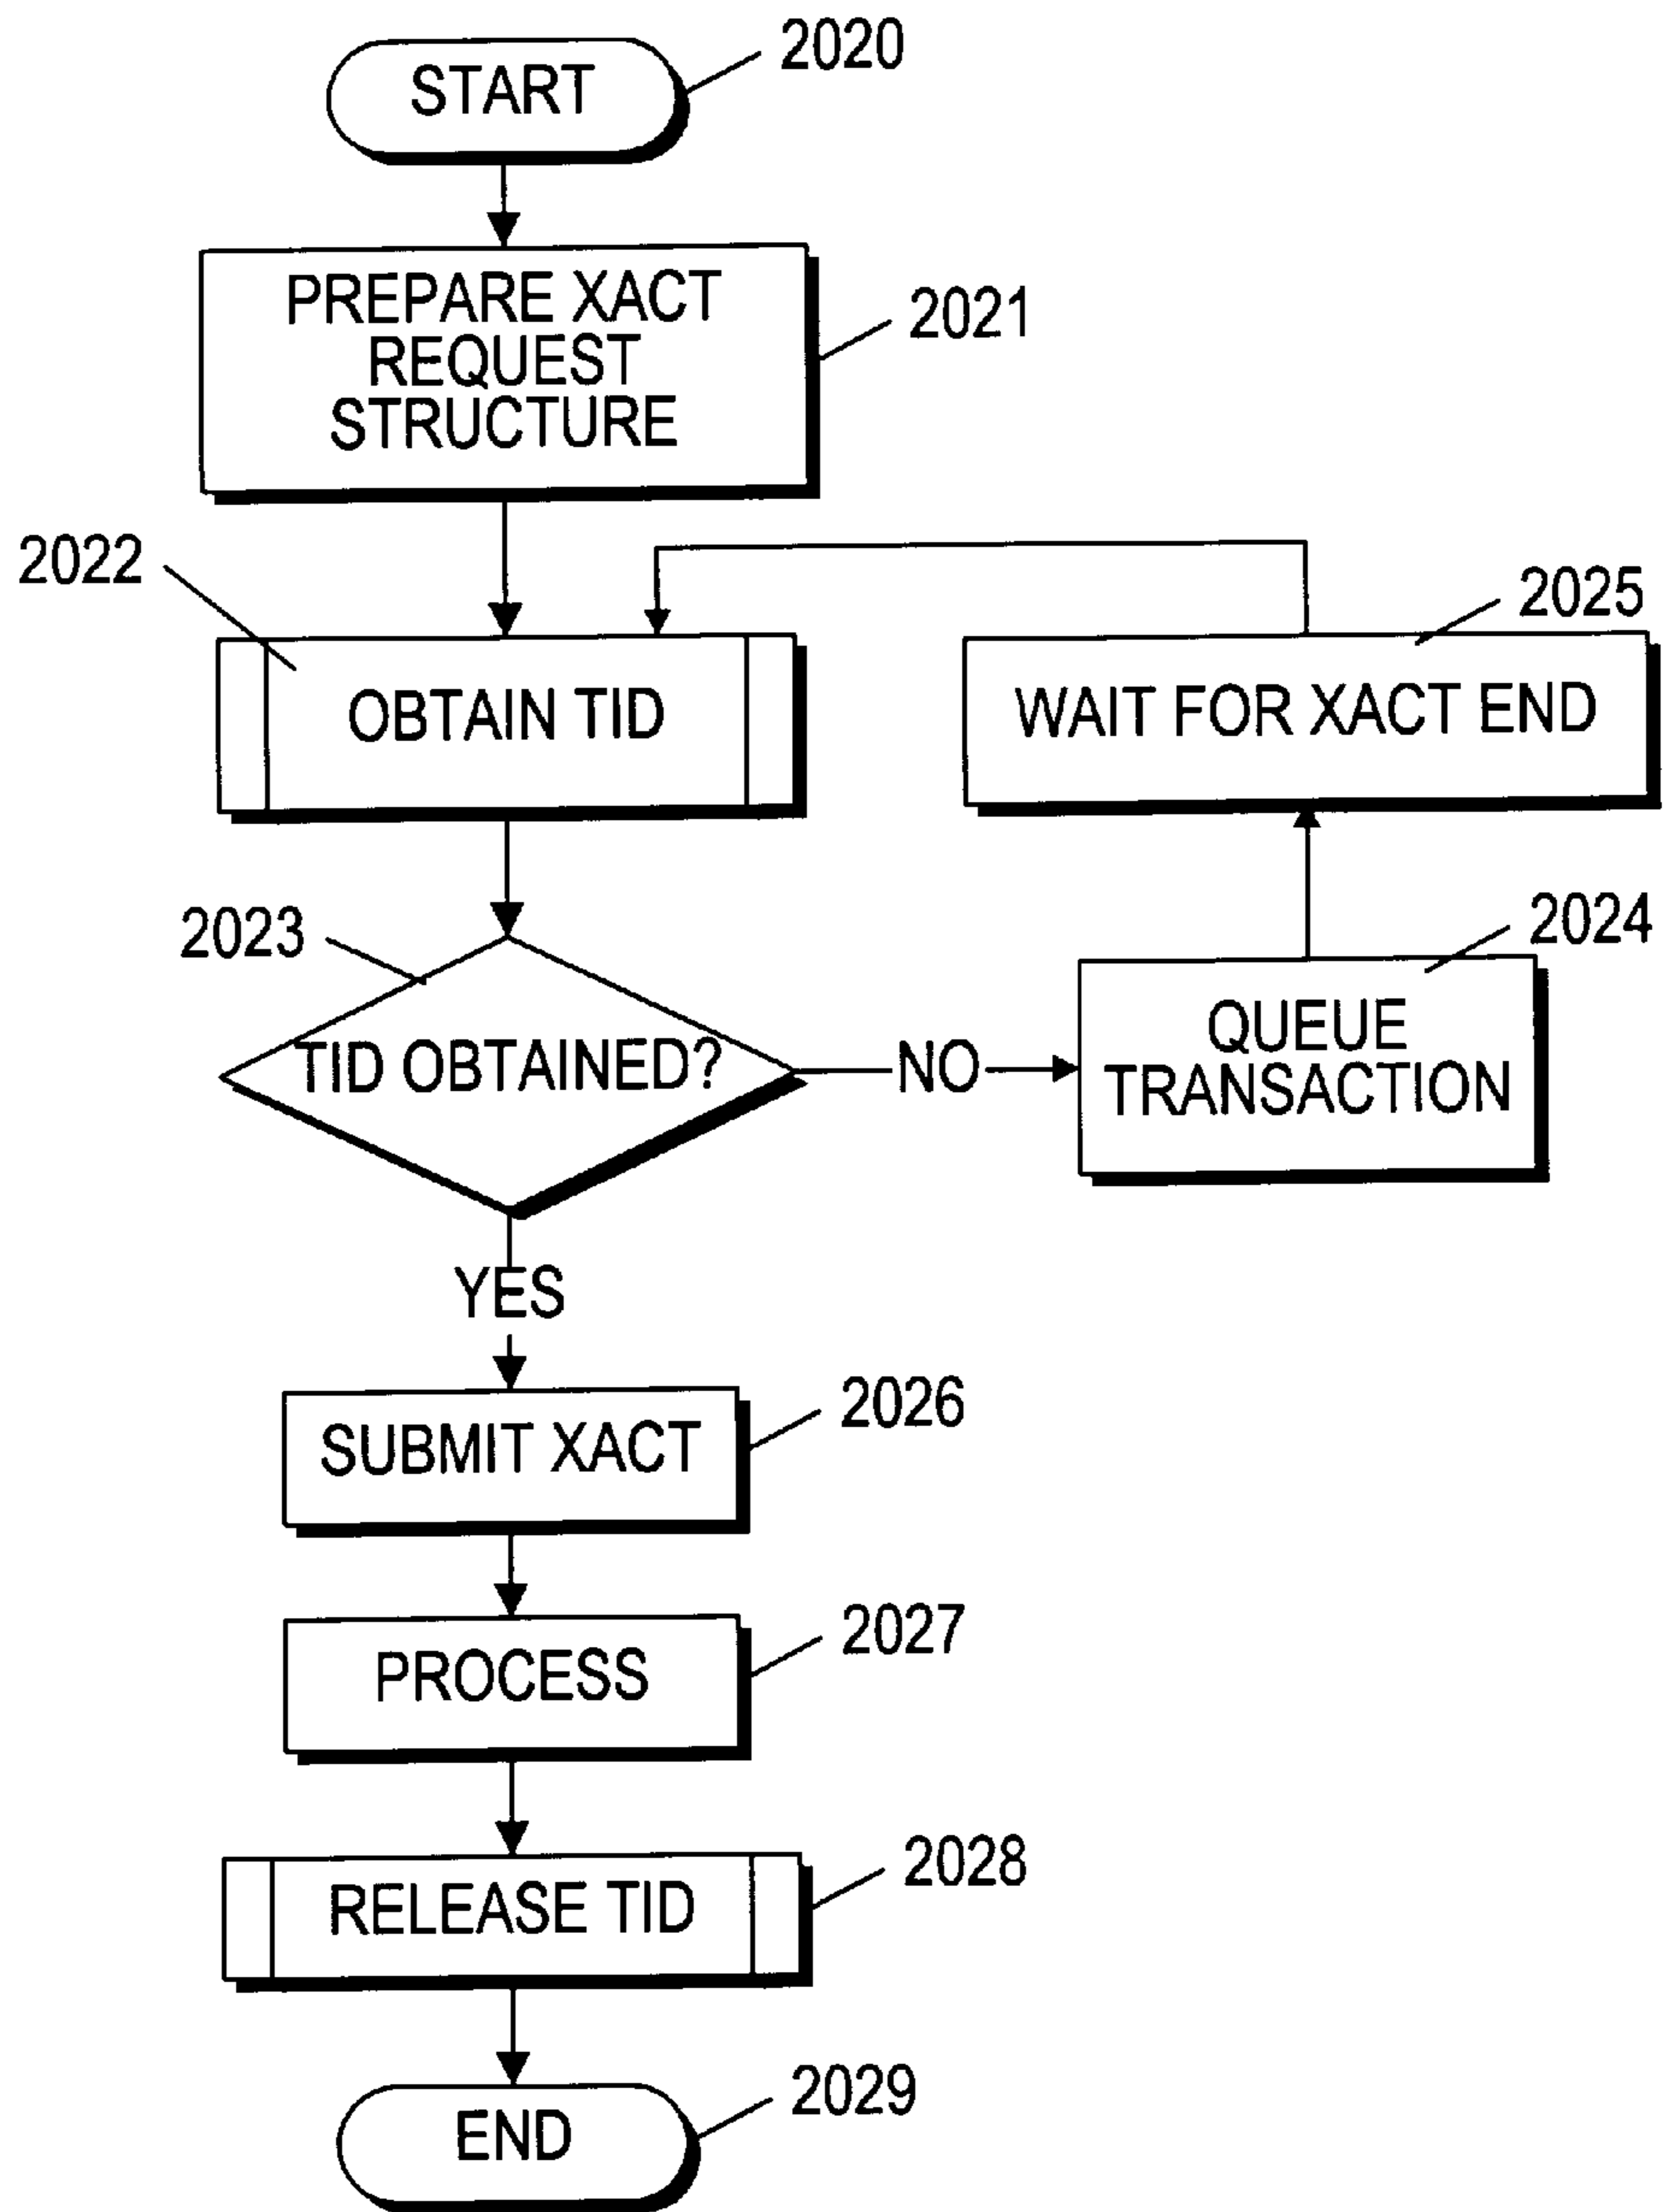 START
2020
PREPARE XACT
REQUEST
STRUCTURE
2021
2022
OBTAIN TID
2025
WAIT FOR XACT END
2023
TID OBTAINED?
NO
2024
QUEUE
TRANSACTION
YES
SUBMIT XACT
2026
PROCESS
2027
RELEASE TID
2028
END
2029